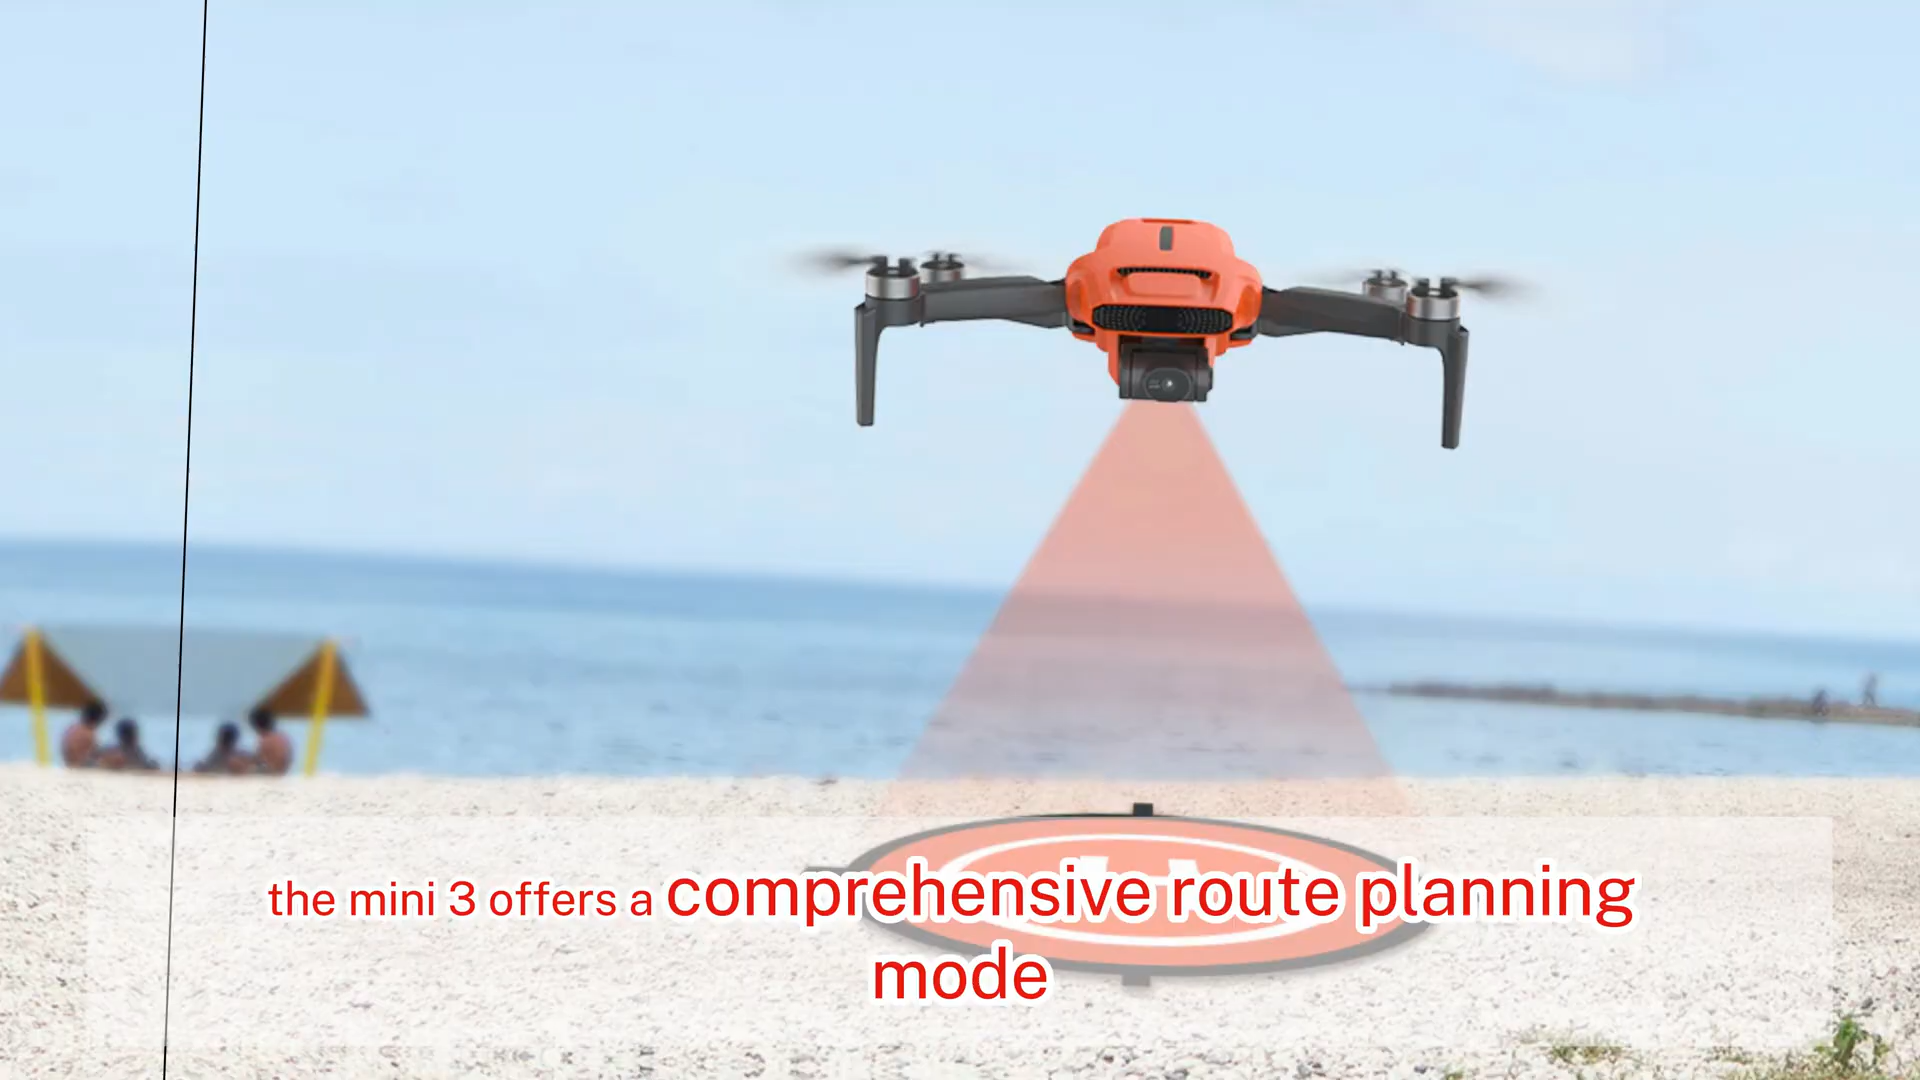 the mini 3 offers a comprehensive route planning
mode